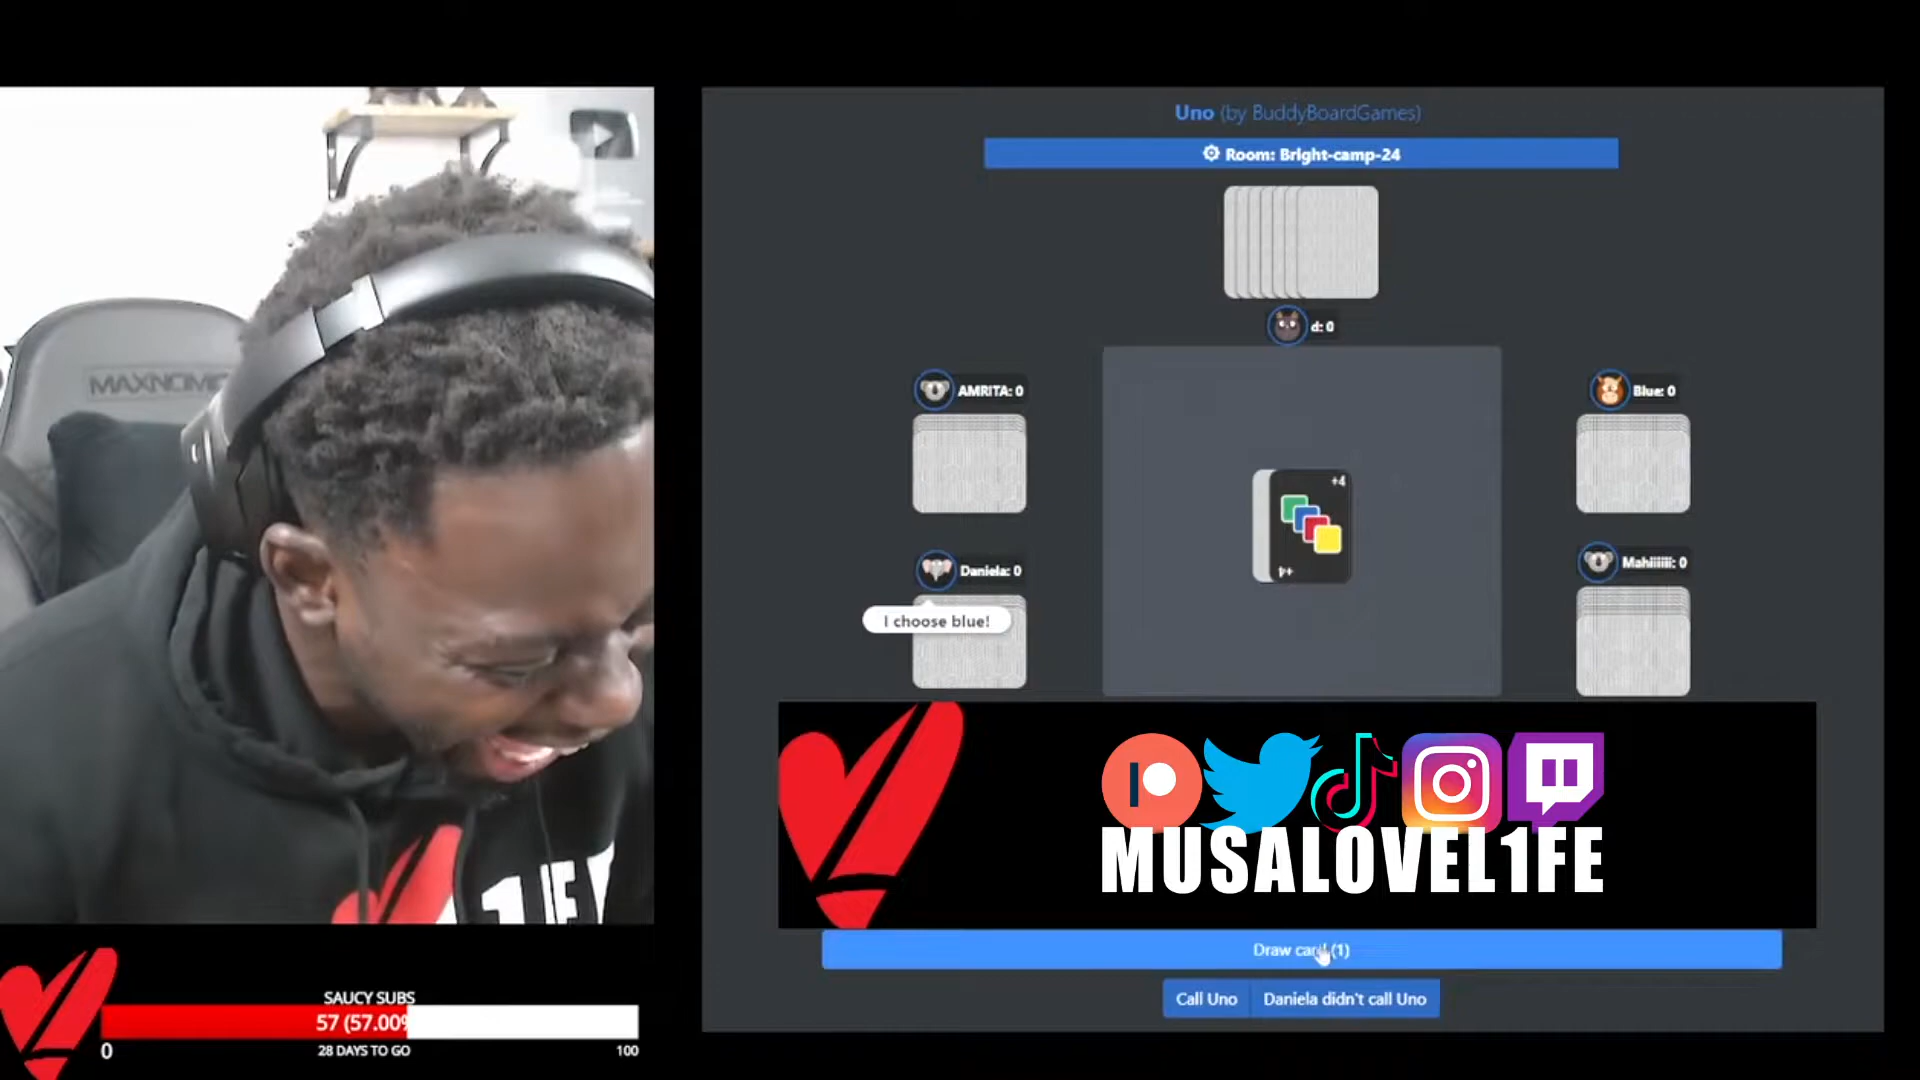 Uno (by BuddyBoardGames)
Room: Bright-camp-24
d: 0
AMRITA: 0
Blue: 0
+4
+4
Daniela: 0
Mahiiiiii: 0
I choose blue!
MUSALOVEL1FE
Draw card (1)
Call Uno
Daniela didn't call Uno
MAXNOMIC
SAUCY SUBS
57 (57.00%
0
28 DAYS TO GO
100